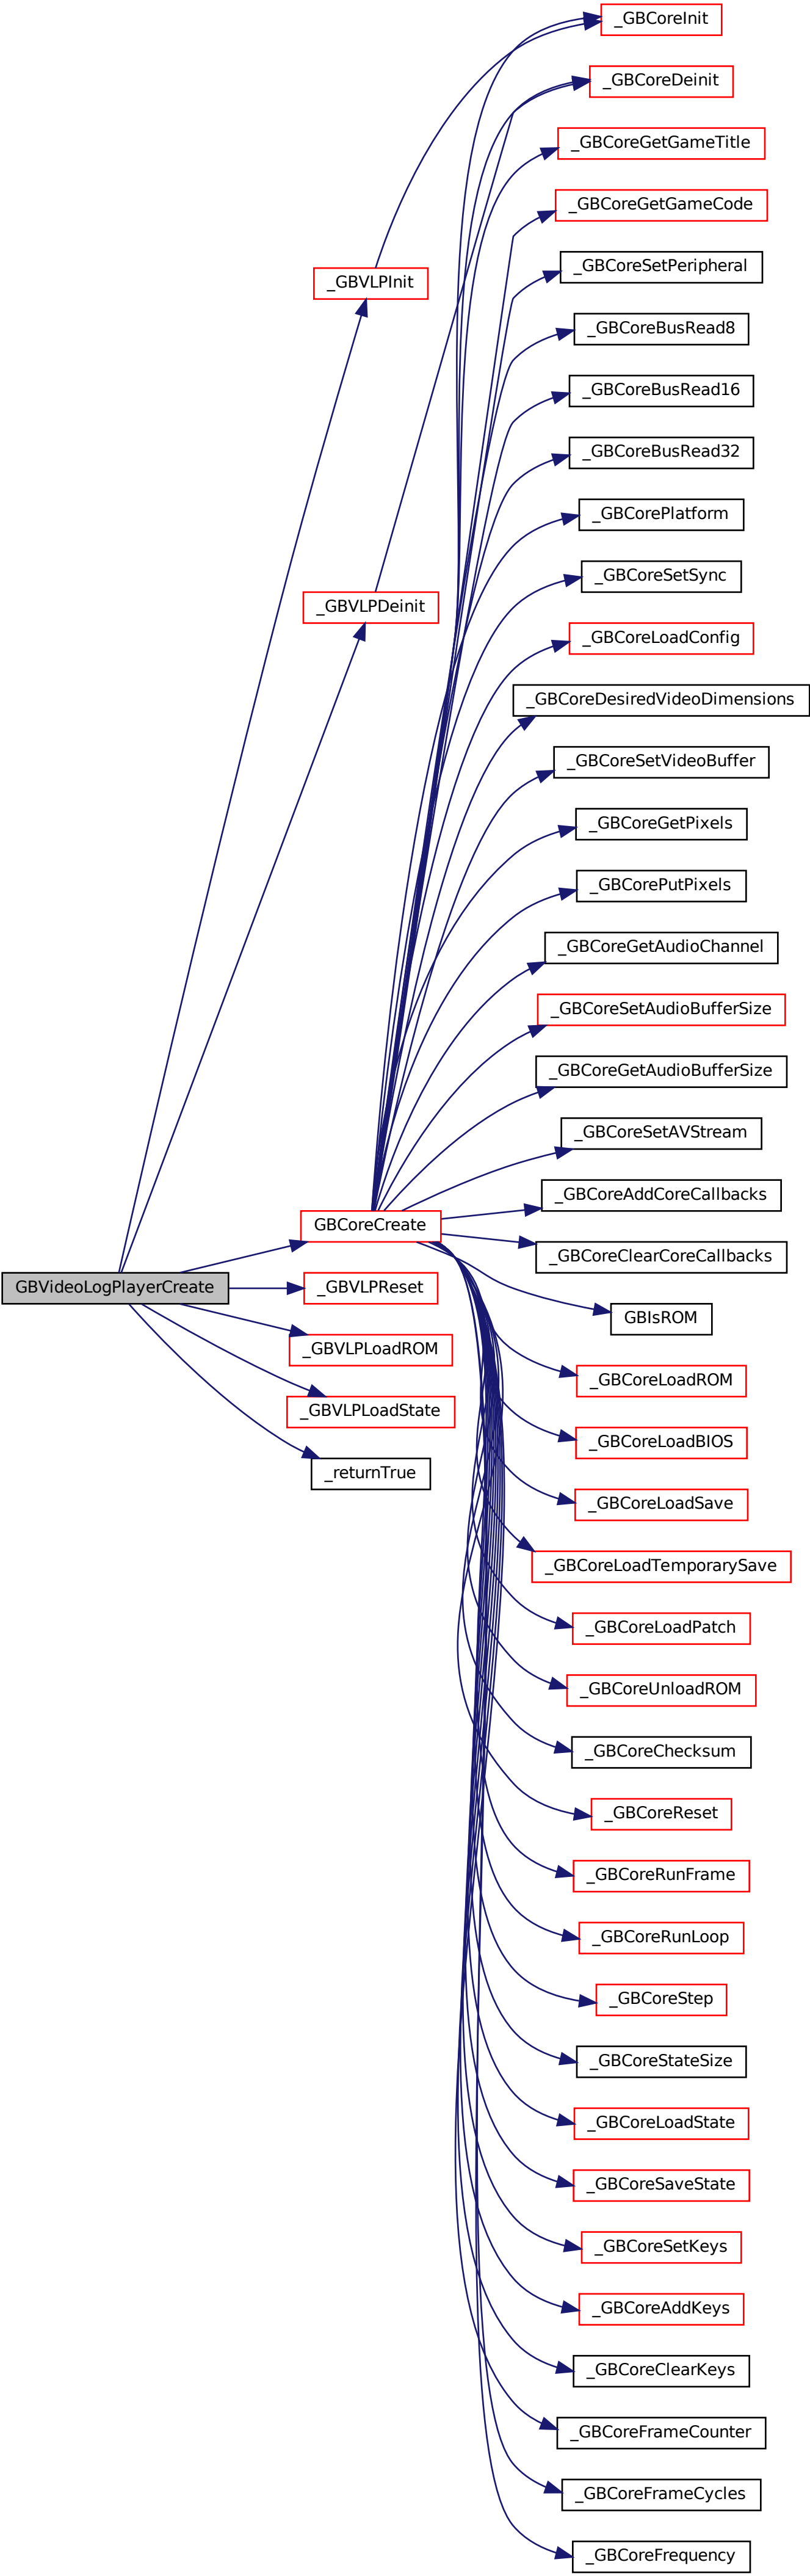 _GBCoreInit
_GBCoreDeinit
_GBCoreGetGameTitle
_GBCoreGetGameCode
_GBCoreSetPeripheral
_GBVLPInit
_GBCoreBusRead8
_GBCoreBusRead16
_GBCoreBusRead32
_GBCorePlatform
_GBCoreSetSync
_GBVLPDeinit
_GBCoreLoadConfig
_GBCoreDesiredVideoDimensions
_GBCoreSetVideoBuffer
_GBCoreGetPixels
_GBCorePutPixels
_GBCoreGetAudioChannel
_GBCoreSetAudioBufferSize
_GBCoreGetAudioBufferSize
_GBCoreSetAVStream
_GBCoreAddCoreCallbacks
GBCoreCreate
_GBCoreClearCoreCallbacks
GBVideoLogPlayerCreate
_GBVLPReset
GBIsROM
_GBVLPLoadROM
_GBCoreLoadROM
_GBVLPLoadState
_GBCoreLoadBIOS
_returnTrue
_GBCoreLoadSave
_GBCoreLoadTemporarySave
_GBCoreLoadPatch
_GBCoreUnloadROM
_GBCoreChecksum
_GBCoreReset
_GBCoreRunFrame
_GBCoreRunLoop
_GBCoreStep
_GBCoreStateSize
_GBCoreLoadState
_GBCoreSaveState
_GBCoreSetKeys
_GBCoreAddKeys
_GBCoreClearKeys
_GBCoreFrameCounter
_GBCoreFrameCycles
_GBCoreFrequency